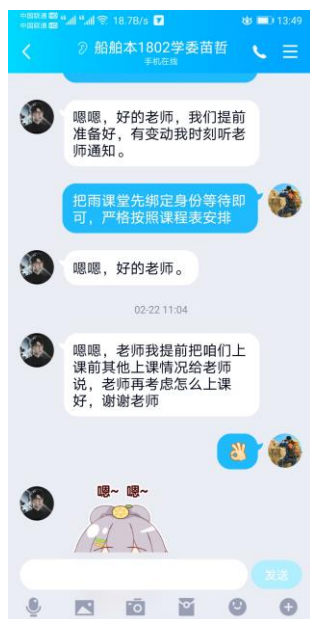 中国联通 HD 中国联通 HD 18.7B/s 13:49
船舶本1802学委苗哲
手机在线
嗯嗯，好的老师，我们提前
准备好，有变动我时刻听老
师通知。
把雨课堂先绑定身份等待即
可，严格按照课程表安排
嗯嗯，好的老师。
02-22 11:04
嗯嗯，老师我提前把咱们上
课前其他上课情况给老师
说，老师再考虑怎么上课
好，谢谢老师
嗯~ 嗯~
发送